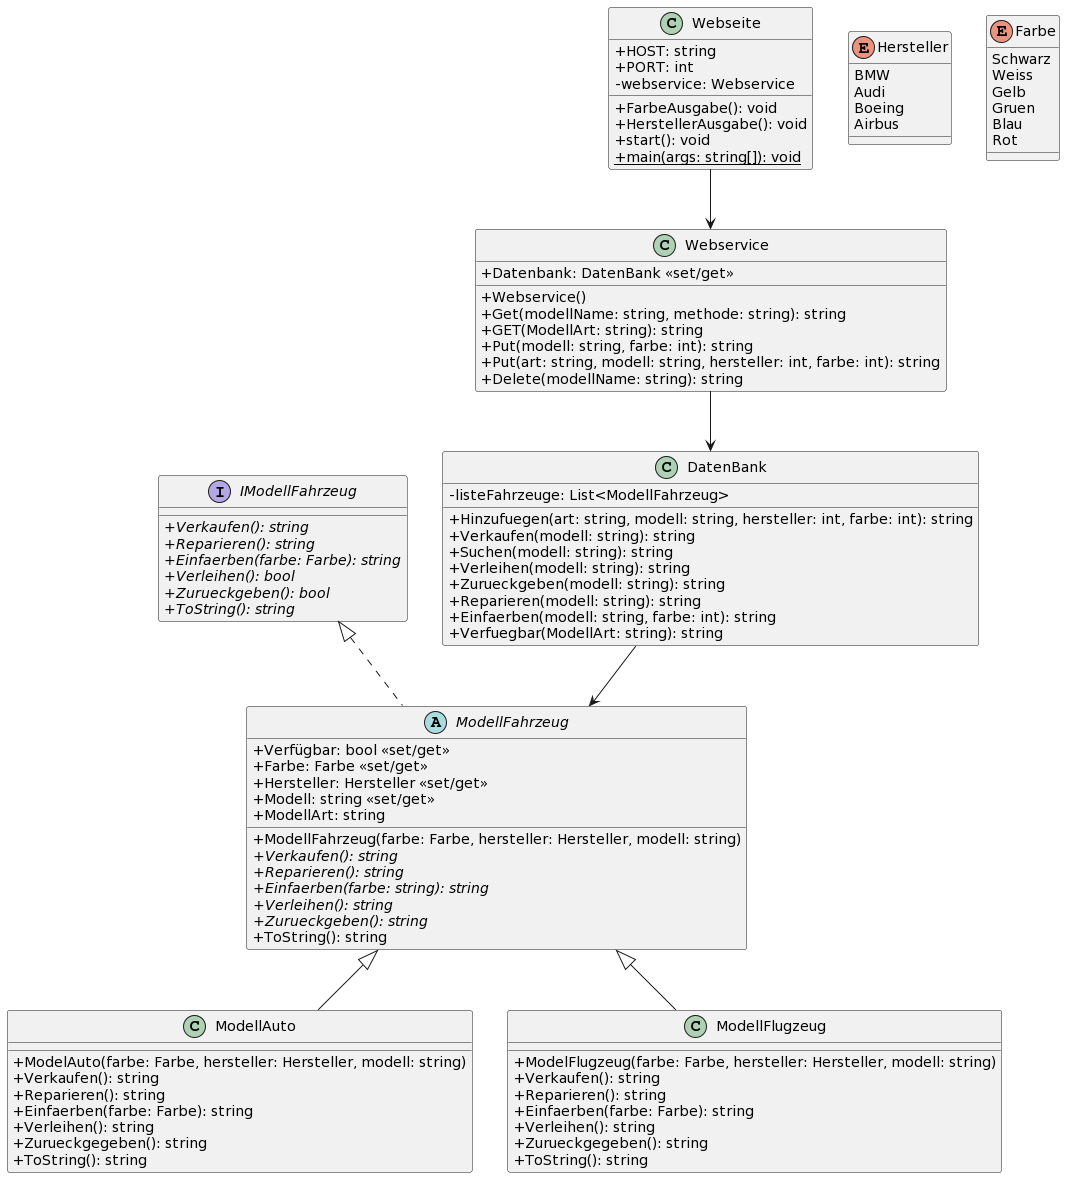 C Webseite
+HOST: string
+PORT: int
-webservice: Webservice
+FarbeAusgabe(): void
+HerstellerAusgabe(): void
+start(): void
+main(args: string[]): void
E Hersteller
BMW
Audi
Boeing
Airbus
E Farbe
Schwarz
Weiss
Gelb
Gruen
Blau
Rot
C Webservice
+Datenbank: DatenBank «set/get»
+Webservice()
+Get(modellName: string, methode: string): string
+GET(ModellArt: string): string
+Put(modell: string, farbe: int): string
+Put(art: string, modell: string, hersteller: int, farbe: int): string
+Delete(modellName: string): string
I IModellFahrzeug
+Verkaufen(): string
+Reparieren(): string
+Einfaerben(farbe: Farbe): string
+Verleihen(): bool
+Zurueckgeben(): bool
+ToString(): string
C DatenBank
-listeFahrzeuge: List<ModellFahrzeug>
+Hinzufuegen(art: string, modell: string, hersteller: int, farbe: int): string
+Verkaufen(modell: string): string
+Suchen(modell: string): string
+Verleihen(modell: string): string
+Zurueckgeben(modell: string): string
+Reparieren(modell: string): string
+Einfaerben(modell: string, farbe: int): string
+Verfuegbar(ModellArt: string): string
A ModellFahrzeug
+Verfügbar: bool «set/get»
+Farbe: Farbe «set/get»
+Hersteller: Hersteller «set/get»
+Modell: string «set/get»
+ModellArt: string
+ModellFahrzeug(farbe: Farbe, hersteller: Hersteller, modell: string)
+Verkaufen(): string
+Reparieren(): string
+Einfaerben(farbe: string): string
+Verleihen(): string
+Zurueckgeben(): string
+ToString(): string
C ModellAuto
+ModelAuto(farbe: Farbe, hersteller: Hersteller, modell: string)
+Verkaufen(): string
+Reparieren(): string
+Einfaerben(farbe: Farbe): string
+Verleihen(): string
+Zurueckgegeben(): string
+ToString(): string
C ModellFlugzeug
+ModelFlugzeug(farbe: Farbe, hersteller: Hersteller, modell: string)
+Verkaufen(): string
+Reparieren(): string
+Einfaerben(farbe: Farbe): string
+Verleihen(): string
+Zurueckgegeben(): string
+ToString(): string